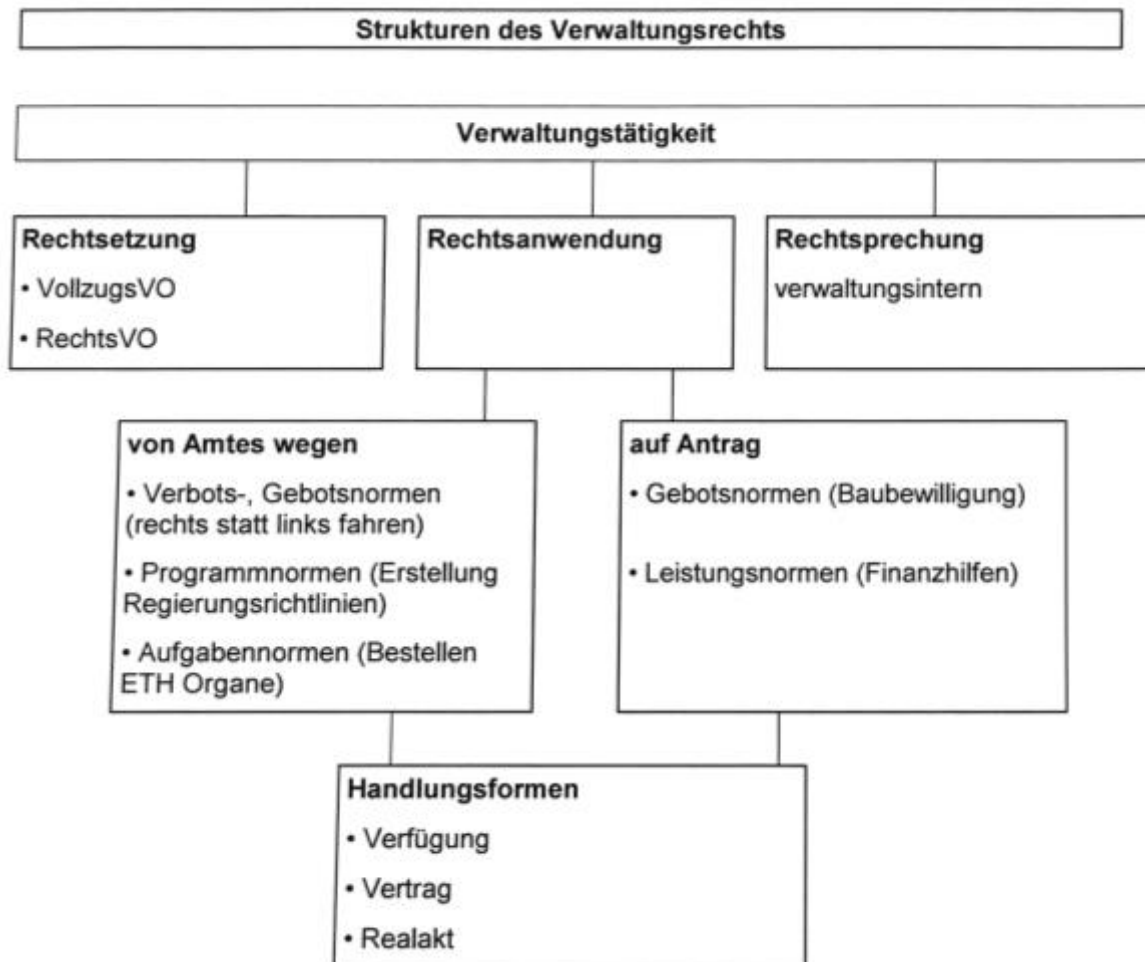 Strukturen des Verwaltungsrechts
Verwaltungstätigkeit
Rechtsetzung
• VollzugsVO
• RechtsVO
Rechtsanwendung
Rechtsprechung
verwaltungsintern
von Amtes wegen
• Verbots-, Gebotsnormen
(rechts statt links fahren)
• Programmnormen (Erstellung
Regierungsrichtlinien)
• Aufgabennormen (Bestellen
ETH Organe)
auf Antrag
• Gebotsnormen (Baubewilligung)
• Leistungsnormen (Finanzhilfen)
Handlungsformen
• Verfügung
• Vertrag
• Realakt